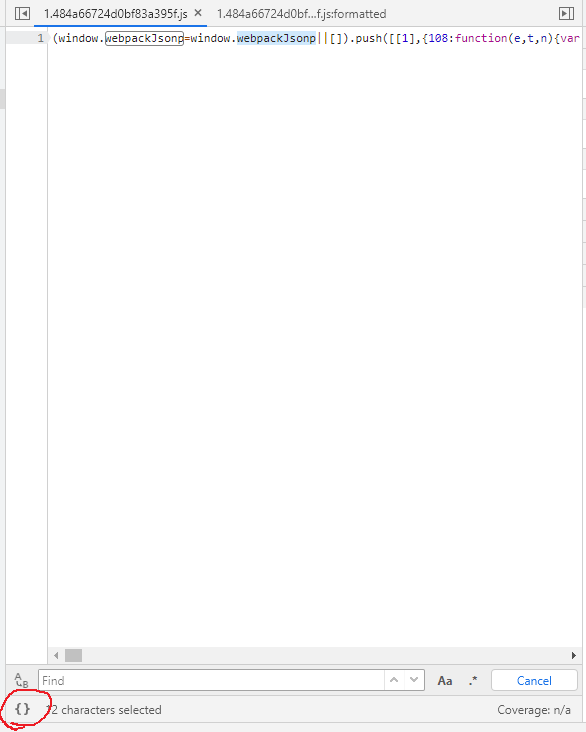 1.484a66724d0bf83a395f.js × 1.484a66724d0bf...f.js:formatted
1 (window.webpackJsonp=window.webpackJsonp||[]).push([[1],{108:function(e,t,n){var
A
B Find Aa .* Cancel
{} 12 characters selected Coverage: n/a